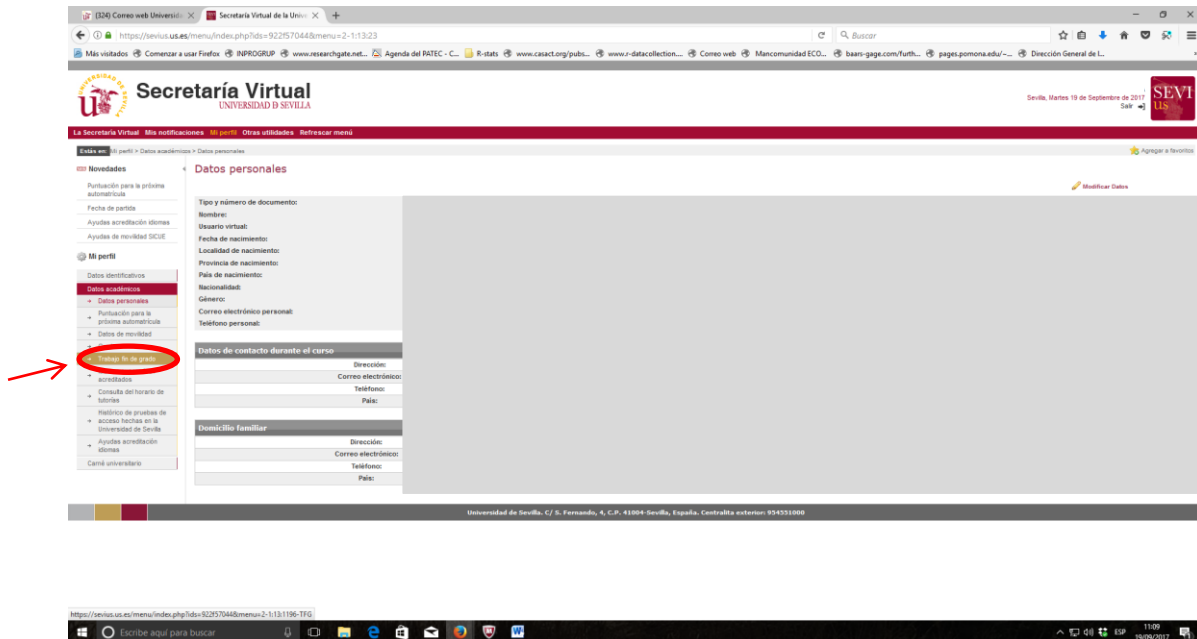 (324) Correo web Universida
Secretaría Virtual de la Unive
https://sevius.us.es/menu/index.php?ids=922f57044&menu=2-1:13:23
Buscar
Más visitados Comenzar a usar Firefox INPROGRUP www.researchgate.net... Agenda del PATEC - C... R-stats www.casact.org/pubs... www.r-datacollection.... Correo web Mancomunidad ECO... baars-gage.com/furth... pages.pomona.edu/~... Dirección General de l...
Secretaría Virtual
UNIVERSIDAD D SEVILLA
Sevilla, Martes 19 de Septiembre de 2017
Salir
SEVI
US
La Secretaría Virtual Mis notificaciones Mi perfil Otras utilidades Refrescar menú
Estás en: Mi perfil > Datos académicos > Datos personales
Agregar a favoritos
Novedades
Puntuación para la próxima
automatrícula
Fecha de partida
Ayudas acreditación idiomas
Ayudas de movilidad SICUE
Mi perfil
Datos identificativos
Datos académicos
Datos personales
Puntuación para la
próxima automatrícula
Datos de movilidad
Trabajo fin de grado
acreditados
Consulta del horario de
tutorías
Histórico de pruebas de
acceso hechas en la
Universidad de Sevilla
Ayudas acreditación
idiomas
Carné universitario
Datos personales
Modificar Datos
Tipo y número de documento:
Nombre:
Usuario virtual:
Fecha de nacimiento:
Localidad de nacimiento:
Provincia de nacimiento:
País de nacimiento:
Nacionalidad:
Género:
Correo electrónico personal:
Teléfono personal:
Datos de contacto durante el curso
Dirección:
Correo electrónico:
Teléfono:
País:
Domicilio familiar
Dirección:
Correo electrónico:
Teléfono:
País:
Universidad de Sevilla. C/ S. Fernando, 4, C.P. 41004-Sevilla, España. Centralita exterior: 954551000
https://sevius.us.es/menu/index.php?ids=922f57044&menu=2-1:13:1196-TFG
Escribe aquí para buscar
ESP
11:09
19/09/2017